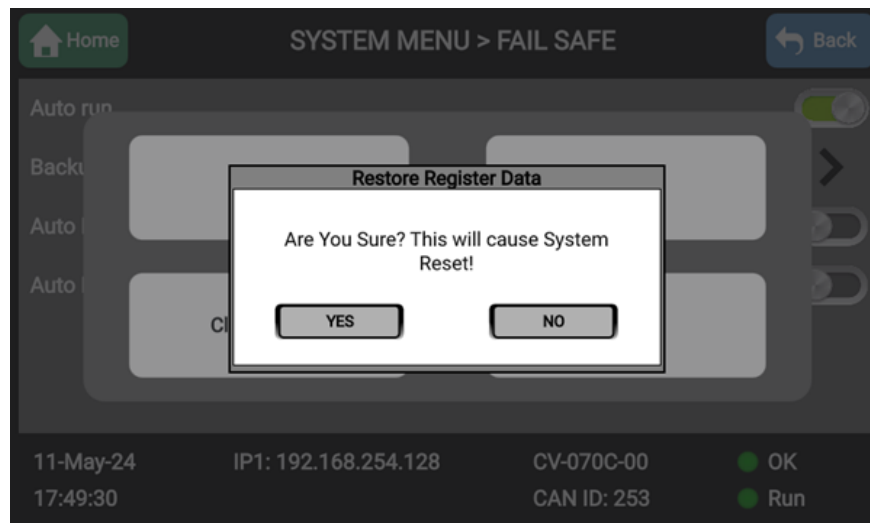 Home
SYSTEM MENU > FAIL SAFE
Back
Auto run
Restore Register Data
Auto
Are You Sure? This will cause System
Reset!
Auto
YES
NO
11-May-24
IP1: 192.168.254.128
CV-070C-00
OK
17:49:30
CAN ID: 253
Run